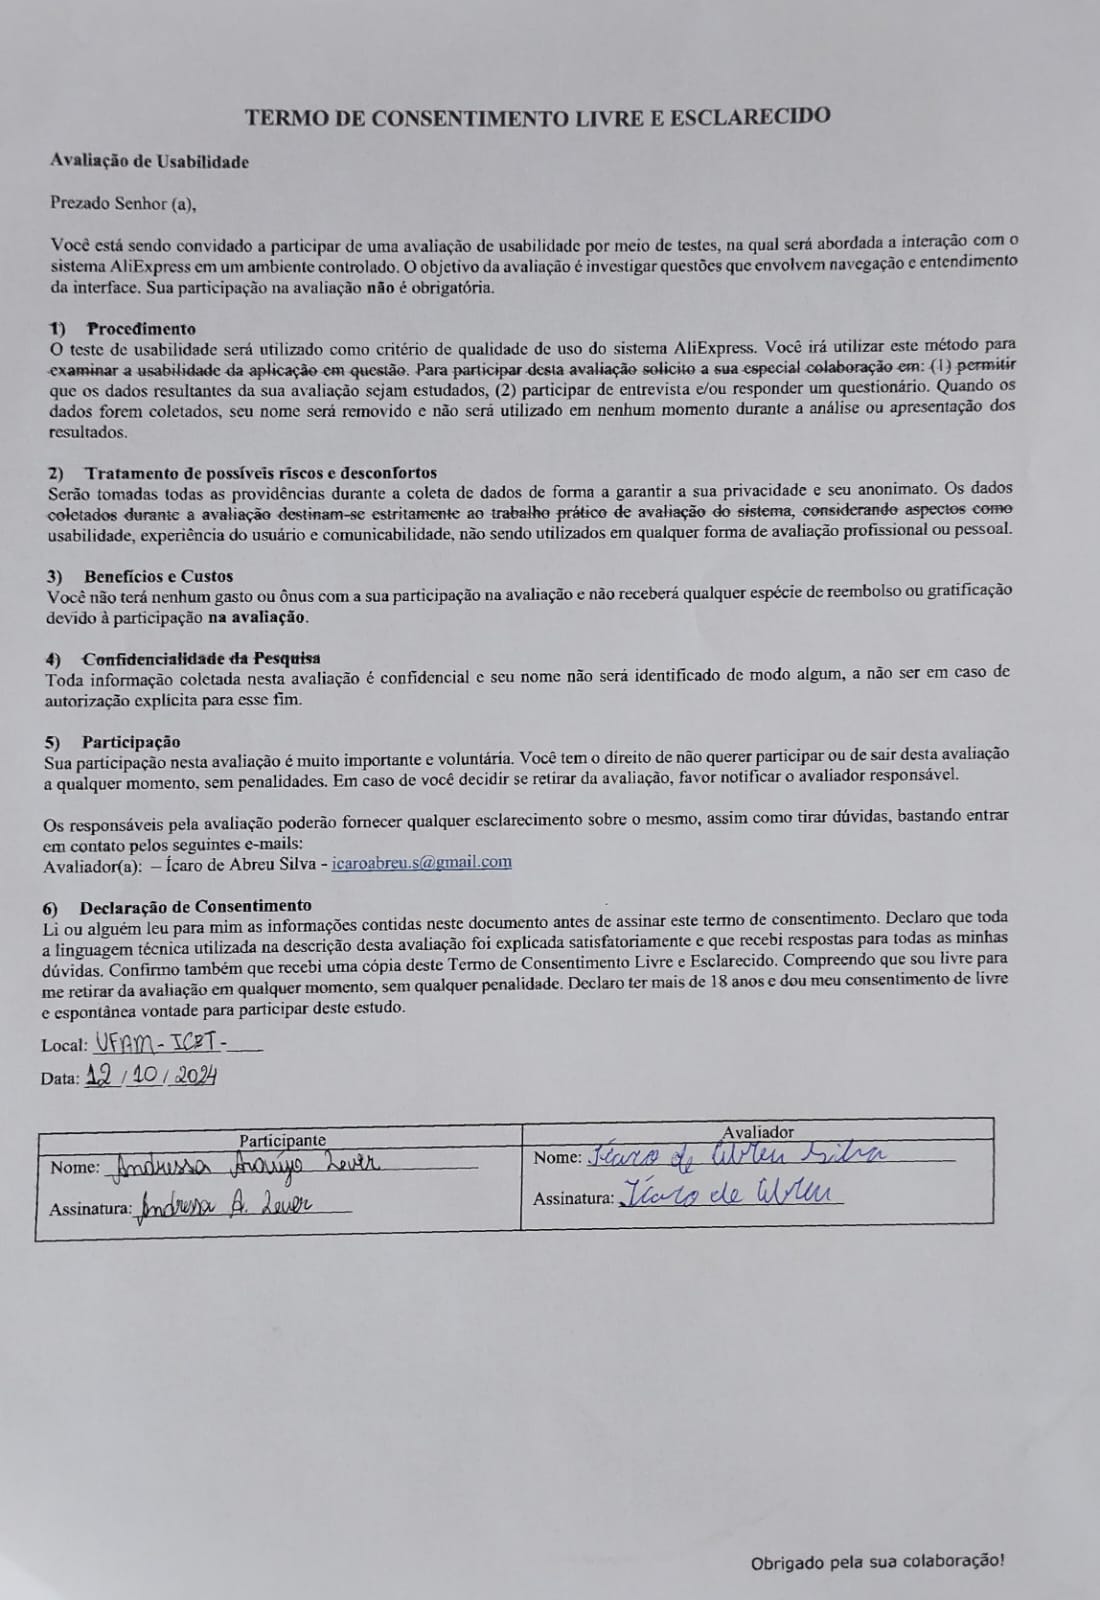 TERMO DE CONSENTIMENTO LIVRE E ESCLARECIDO
Avaliação de Usabilidade
Prezado Senhor (a),
Você está sendo convidado a participar de uma avaliação de usabilidade por meio de testes, na qual será abordada a interação com o
sistema AliExpress em um ambiente controlado. O objetivo da avaliação é investigar questões que envolvem navegação e entendimento
da interface. Sua participação na avaliação não é obrigatória.
1) Procedimento
O teste de usabilidade será utilizado como critério de qualidade de uso do sistema AliExpress. Você irá utilizar este método para
examinar a usabilidade da aplicação em questão. Para participar desta avaliação solicito a sua especial colaboração em: (1) permitir
que os dados resultantes da sua avaliação sejam estudados, (2) participar de entrevista e/ou responder um questionário. Quando os
dados forem coletados, seu nome será removido e não será utilizado em nenhum momento durante a análise ou apresentação dos
resultados.
2) Tratamento de possíveis riscos e desconfortos
Serão tomadas todas as providências durante a coleta de dados de forma a garantir a sua privacidade e seu anonimato. Os dados
coletados durante a avaliação destinam-se estritamente ao trabalho prático de avaliação do sistema, considerando aspectos como
usabilidade, experiência do usuário e comunicabilidade, não sendo utilizados em qualquer forma de avaliação profissional ou pessoal.
3) Benefícios e Custos
Você não terá nenhum gasto ou ônus com a sua participação na avaliação e não receberá qualquer espécie de reembolso ou gratificação
devido à participação na avaliação.
4) Confidencialidade da Pesquisa
Toda informação coletada nesta avaliação é confidencial e seu nome não será identificado de modo algum, a não ser em caso de
autorização explícita para esse fim.
5) Participação
Sua participação nesta avaliação é muito importante e voluntária. Você tem o direito de não querer participar ou de sair desta avaliação
a qualquer momento, sem penalidades. Em caso de você decidir se retirar da avaliação, favor notificar o avaliador responsável.
Os responsáveis pela avaliação poderão fornecer qualquer esclarecimento sobre o mesmo, assim como tirar dúvidas, bastando entrar
em contato pelos seguintes e-mails:
Avaliador(a): – Ícaro de Abreu Silva - icaroabreu.s@gmail.com
6) Declaração de Consentimento
Li ou alguém leu para mim as informações contidas neste documento antes de assinar este termo de consentimento. Declaro que toda
a linguagem técnica utilizada na descrição desta avaliação foi explicada satisfatoriamente e que recebi respostas para todas as minhas
dúvidas. Confirmo também que recebi uma cópia deste Termo de Consentimento Livre e Esclarecido. Compreendo que sou livre para
me retirar da avaliação em qualquer momento, sem qualquer penalidade. Declaro ter mais de 18 anos e dou meu consentimento de livre
e espontânea vontade para participar deste estudo.
Local: UFAM - ICET -
Data: 12 / 10 / 2024
Participante
Nome: Andressa Araújo Lever
Assinatura: Andressa A. Lever
Avaliador
Nome: Ícaro de Abreu Silva
Assinatura: Ícaro de Abreu
Obrigado pela sua colaboração!